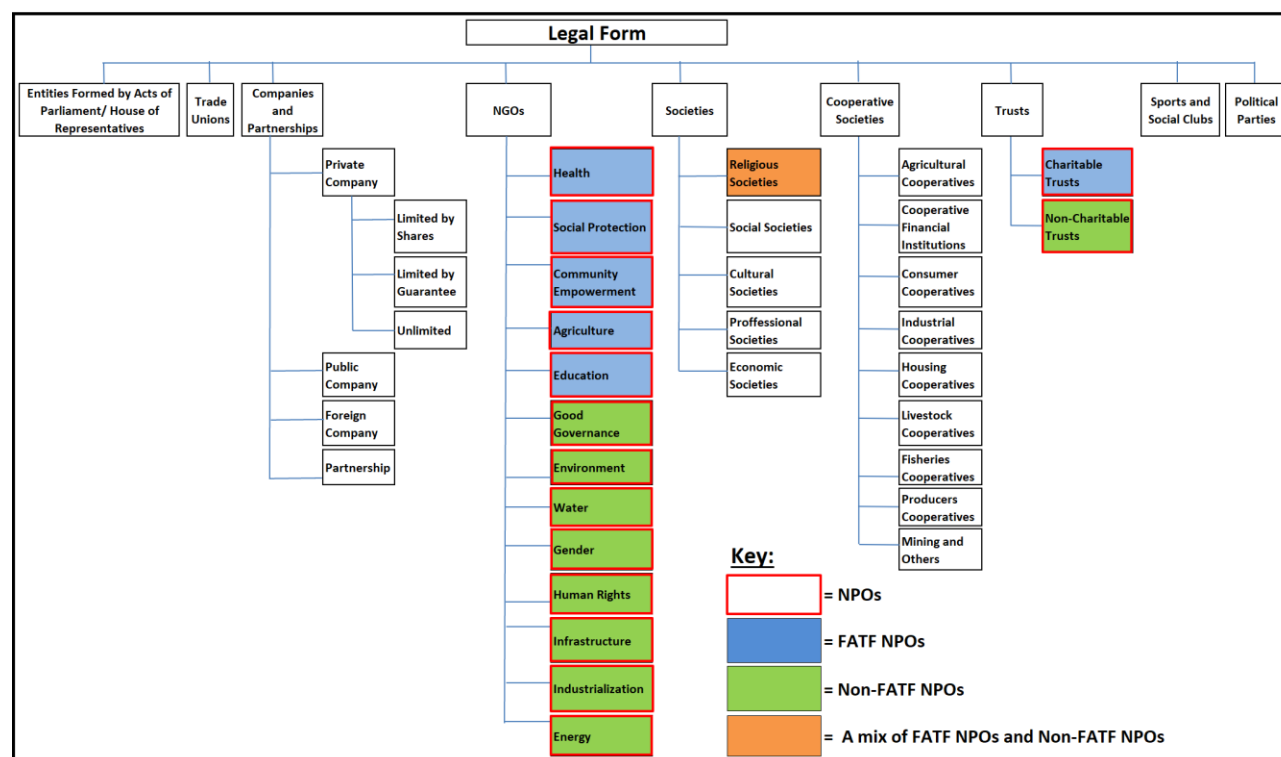 Legal Form
Entities Formed by Acts of
Parliament/ House of
Representatives
Trade
Unions
Companies
and
Partnerships
NGOs
Societies
Cooperative
Societies
Trusts
Sports and
Social Clubs
Political
Parties
Private
Company
Limited by
Shares
Limited by
Guarantee
Unlimited
Public
Company
Foreign
Company
Partnership
Health
Social Protection
Community
Empowerment
Agriculture
Education
Good
Governance
Environment
Water
Gender
Human Rights
Infrastructure
Industrialization
Energy
Religious
Societies
Social Societies
Cultural
Societies
Proffessional
Societies
Economic
Societies
Agricultural
Cooperatives
Cooperative
Financial
Institutions
Consumer
Cooperatives
Industrial
Cooperatives
Housing
Cooperatives
Livestock
Cooperatives
Fisheries
Cooperatives
Producers
Cooperatives
Mining and
Others
Charitable
Trusts
Non-Charitable
Trusts
Key:
= NPOs
= FATF NPOs
= Non-FATF NPOs
= A mix of FATF NPOs and Non-FATF NPOs